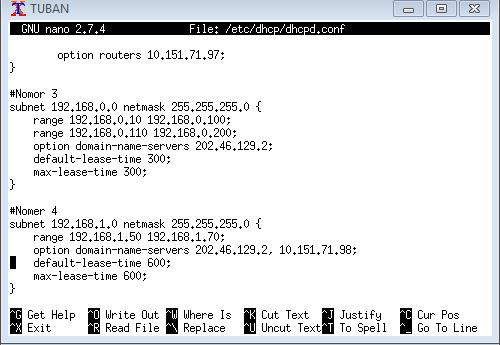 TUBAN
GNU nano 2.7.4 File: /etc/dhcp/dhcpd.conf
option routers 10.151.71.97;
}
#Nomor 3
subnet 192.168.0.0 netmask 255.255.255.0 {
range 192.168.0.10 192.168.0.100;
range 192.168.0.110 192.168.0.200;
option domain-name-servers 202.46.129.2;
default-lease-time 300;
max-lease-time 300;
}
#Nomer 4
subnet 192.168.1.0 netmask 255.255.255.0 {
range 192.168.1.50 192.168.1.70;
option domain-name-servers 202.46.129.2, 10.151.71.98;
default-lease-time 600;
max-lease-time 600;
}
^G Get Help ^O Write Out ^W Where Is ^K Cut Text ^J Justify ^C Cur Pos
^X Exit ^R Read File ^\ Replace ^U Uncut Text ^T To Spell ^_ Go To Line